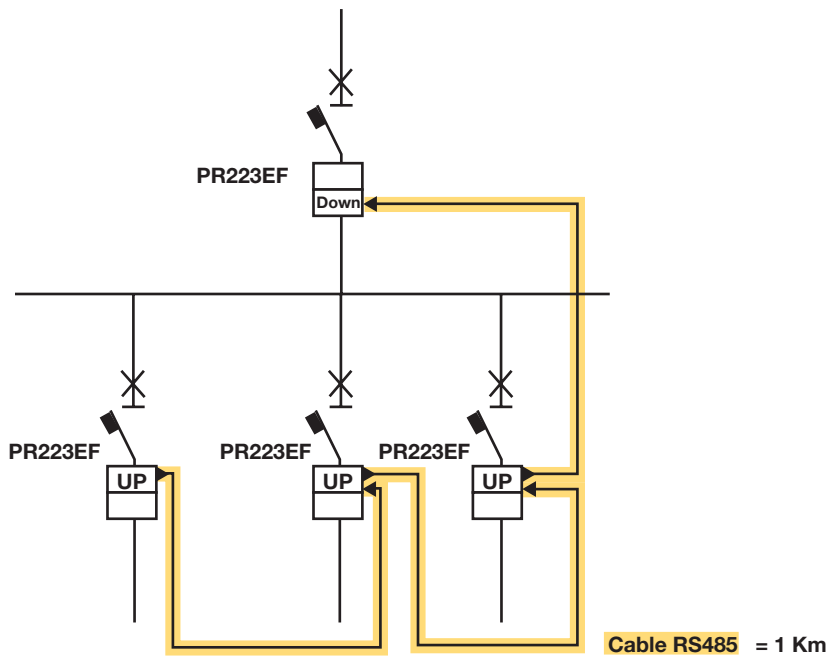 PR223EF
Down
PR223EF
PR223EF
PR223EF
UP
UP
UP
Cable RS485 = 1 Km